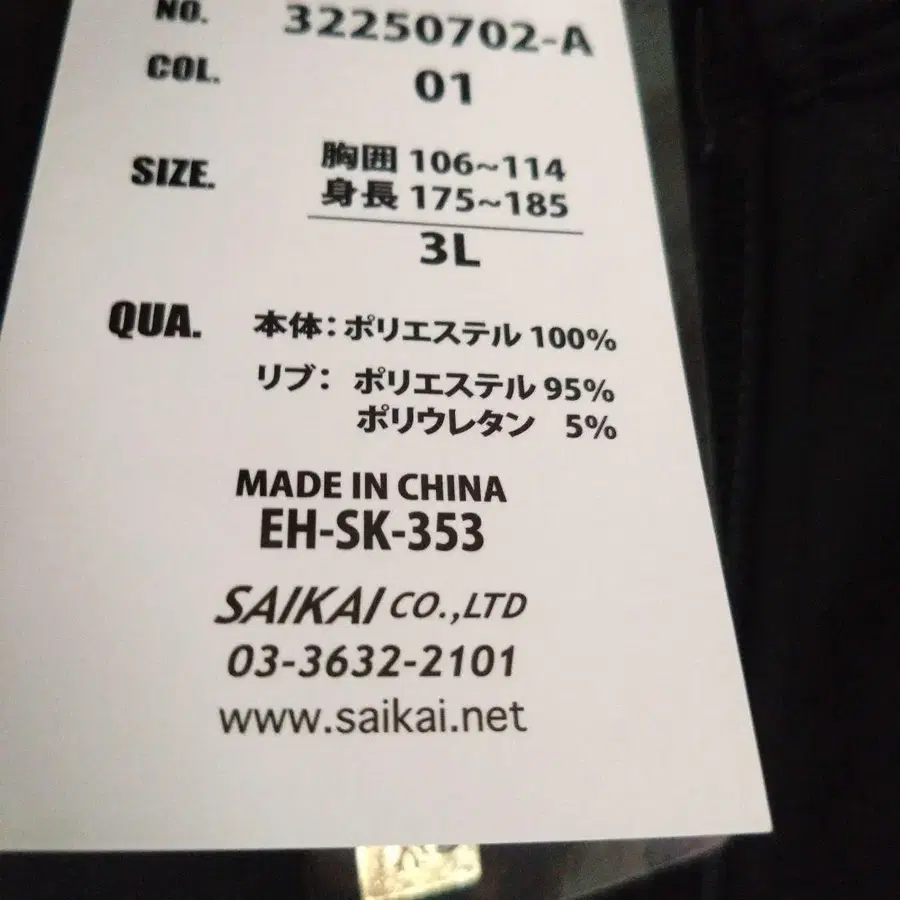 NO. 32250702-A
COL. 01
SIZE. 胸囲 106~114
身長 175~185
3L
QUA. 本体：ポリエステル 100%
リブ： ポリエステル 95%
ポリウレタン 5%
MADE IN CHINA
EH-SK-353
SAIKAI CO.,LTD
03-3632-2101
www.saikai.net